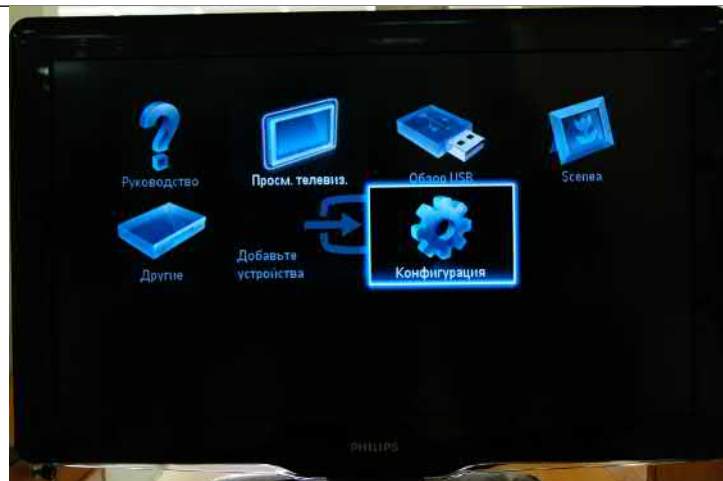 Руководство
Просм. телевиз.
Обзор USB
Scenea
Другие
Добавьте
устройства
Конфигурация
PHILIPS